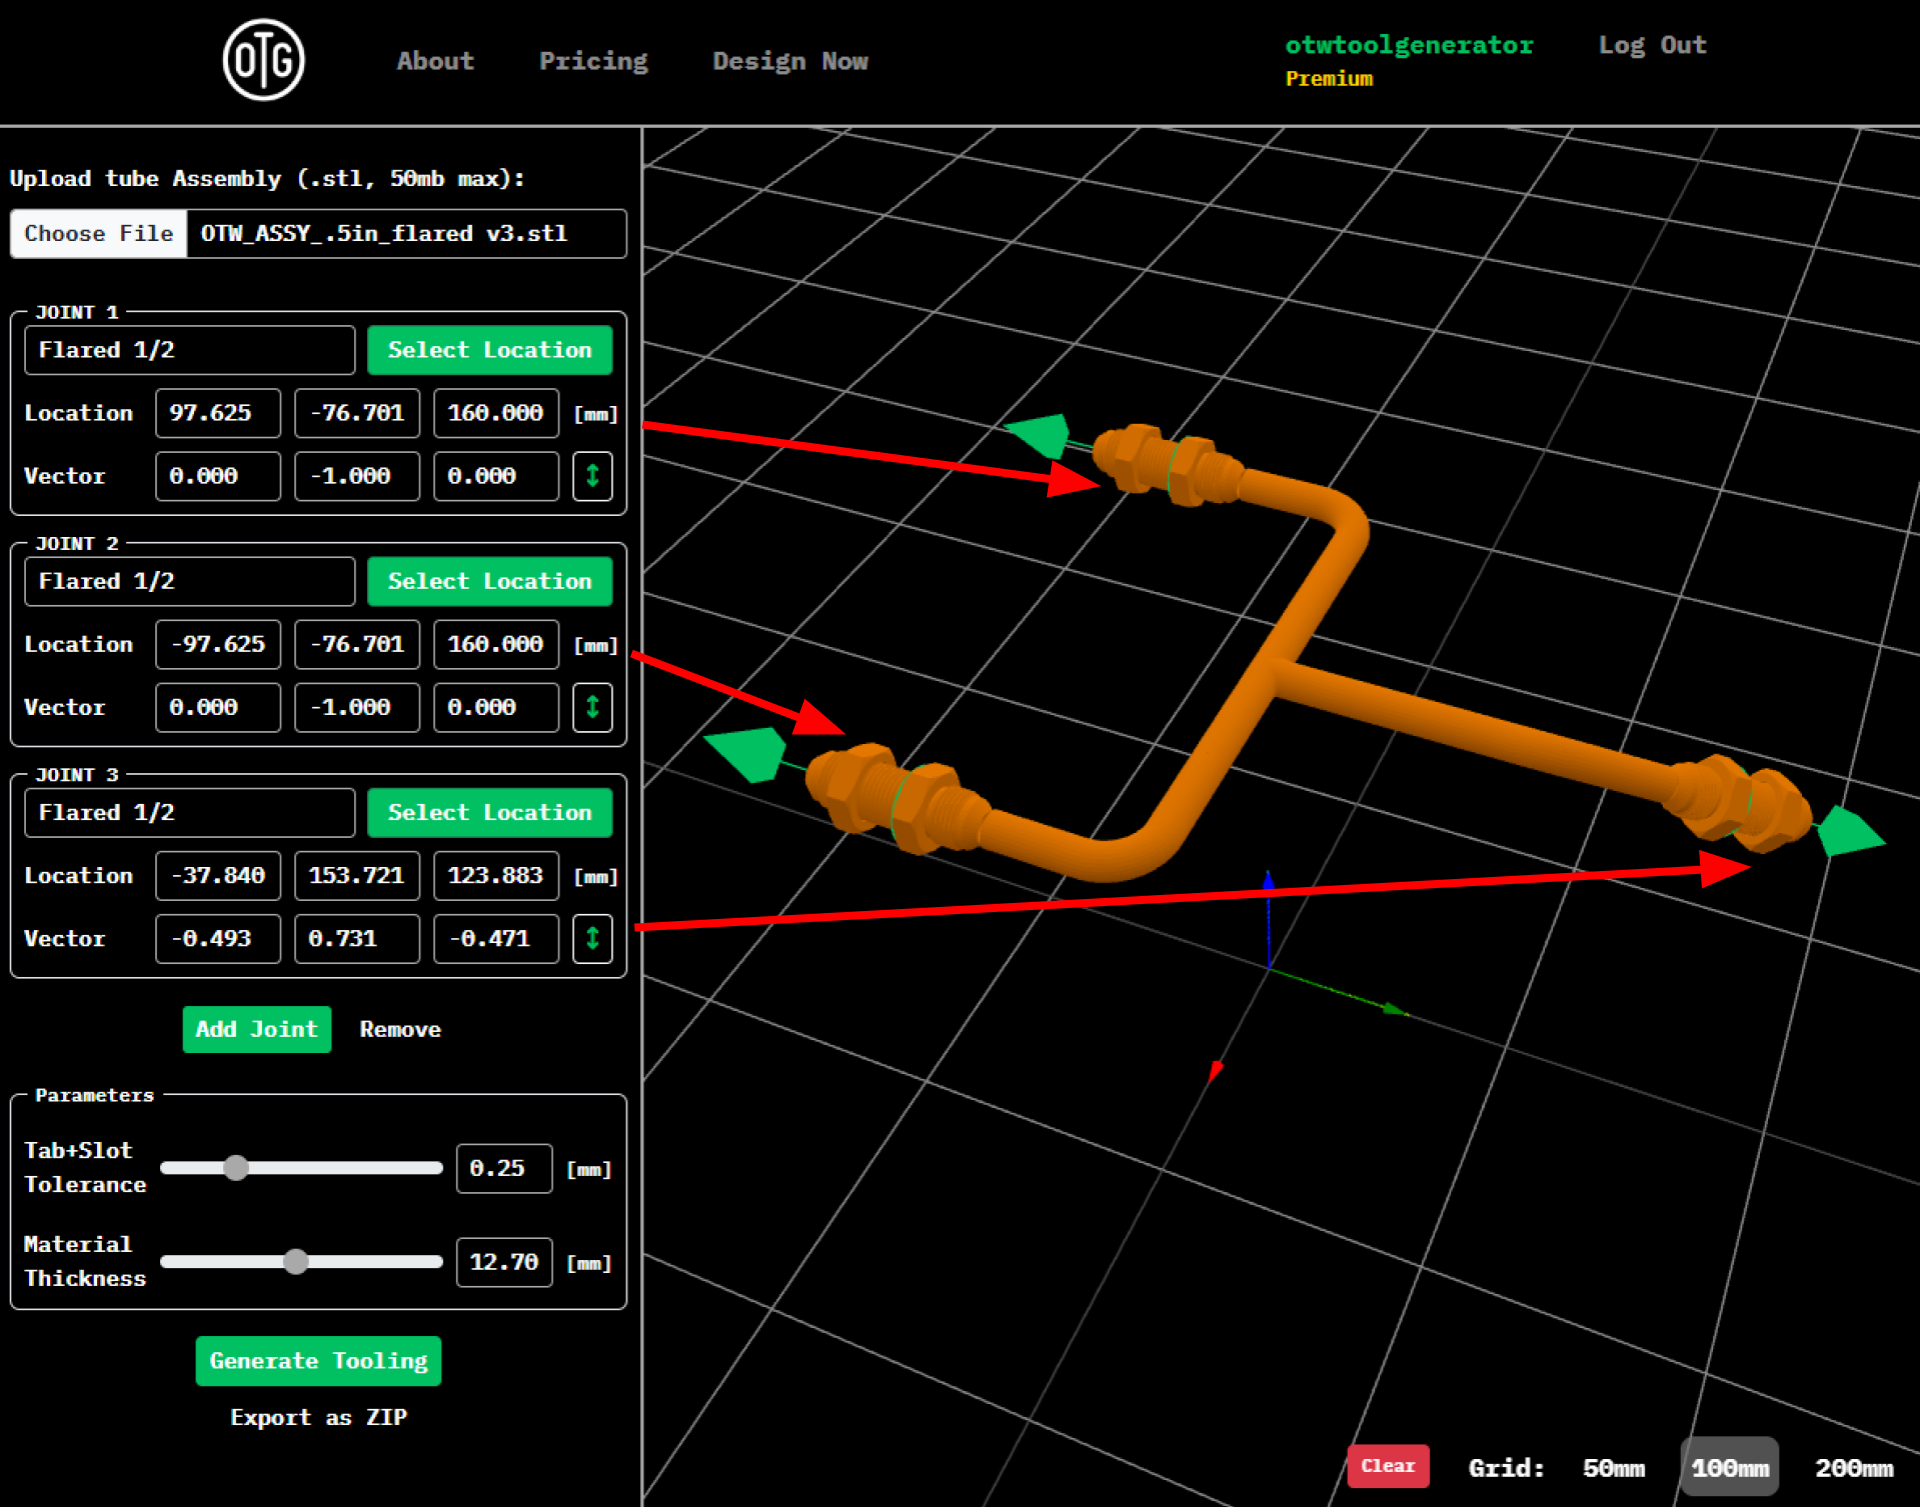 OTG
About
Pricing
Design Now
otwtoolgenerator
Premium
Log Out
Upload tube Assembly (.stl, 50mb max):
Choose File OTW_ASSY_.5in_flared v3.stl
JOINT 1
Flared 1/2 Select Location
Location 97.625 -76.701 160.000 [mm]
Vector 0.000 -1.000 0.000
JOINT 2
Flared 1/2 Select Location
Location -97.625 -76.701 160.000 [mm]
Vector 0.000 -1.000 0.000
JOINT 3
Flared 1/2 Select Location
Location -37.840 153.721 123.883 [mm]
Vector -0.493 0.731 -0.471
Add Joint Remove
Parameters
Tab+Slot
Tolerance
0.25 [mm]
Material
Thickness
12.70 [mm]
Generate Tooling
Export as ZIP
Clear Grid: 50mm 100mm 200mm